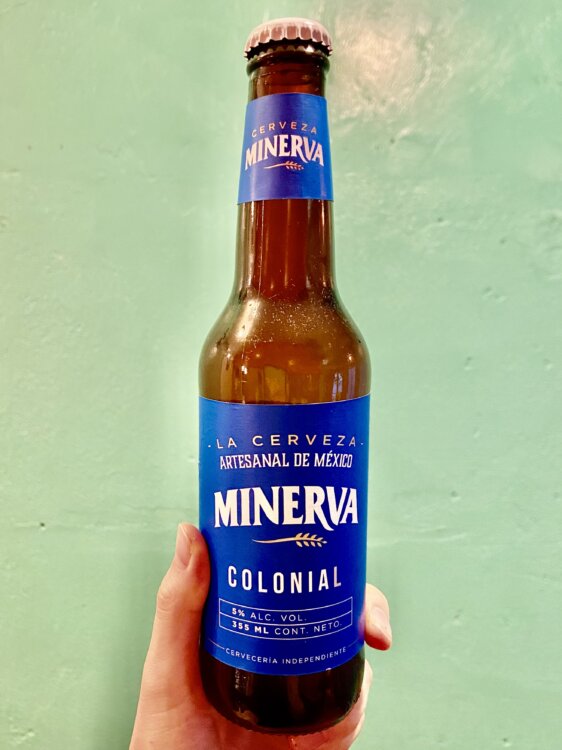 CERVEZA
MINERVA
- LA CERVEZA -
ARTESANAL DE MÉXICO
MINERVA
COLONIAL
5% ALC. VOL.
355 ML CONT. NETO.
CERVECERÍA INDEPENDIENTE